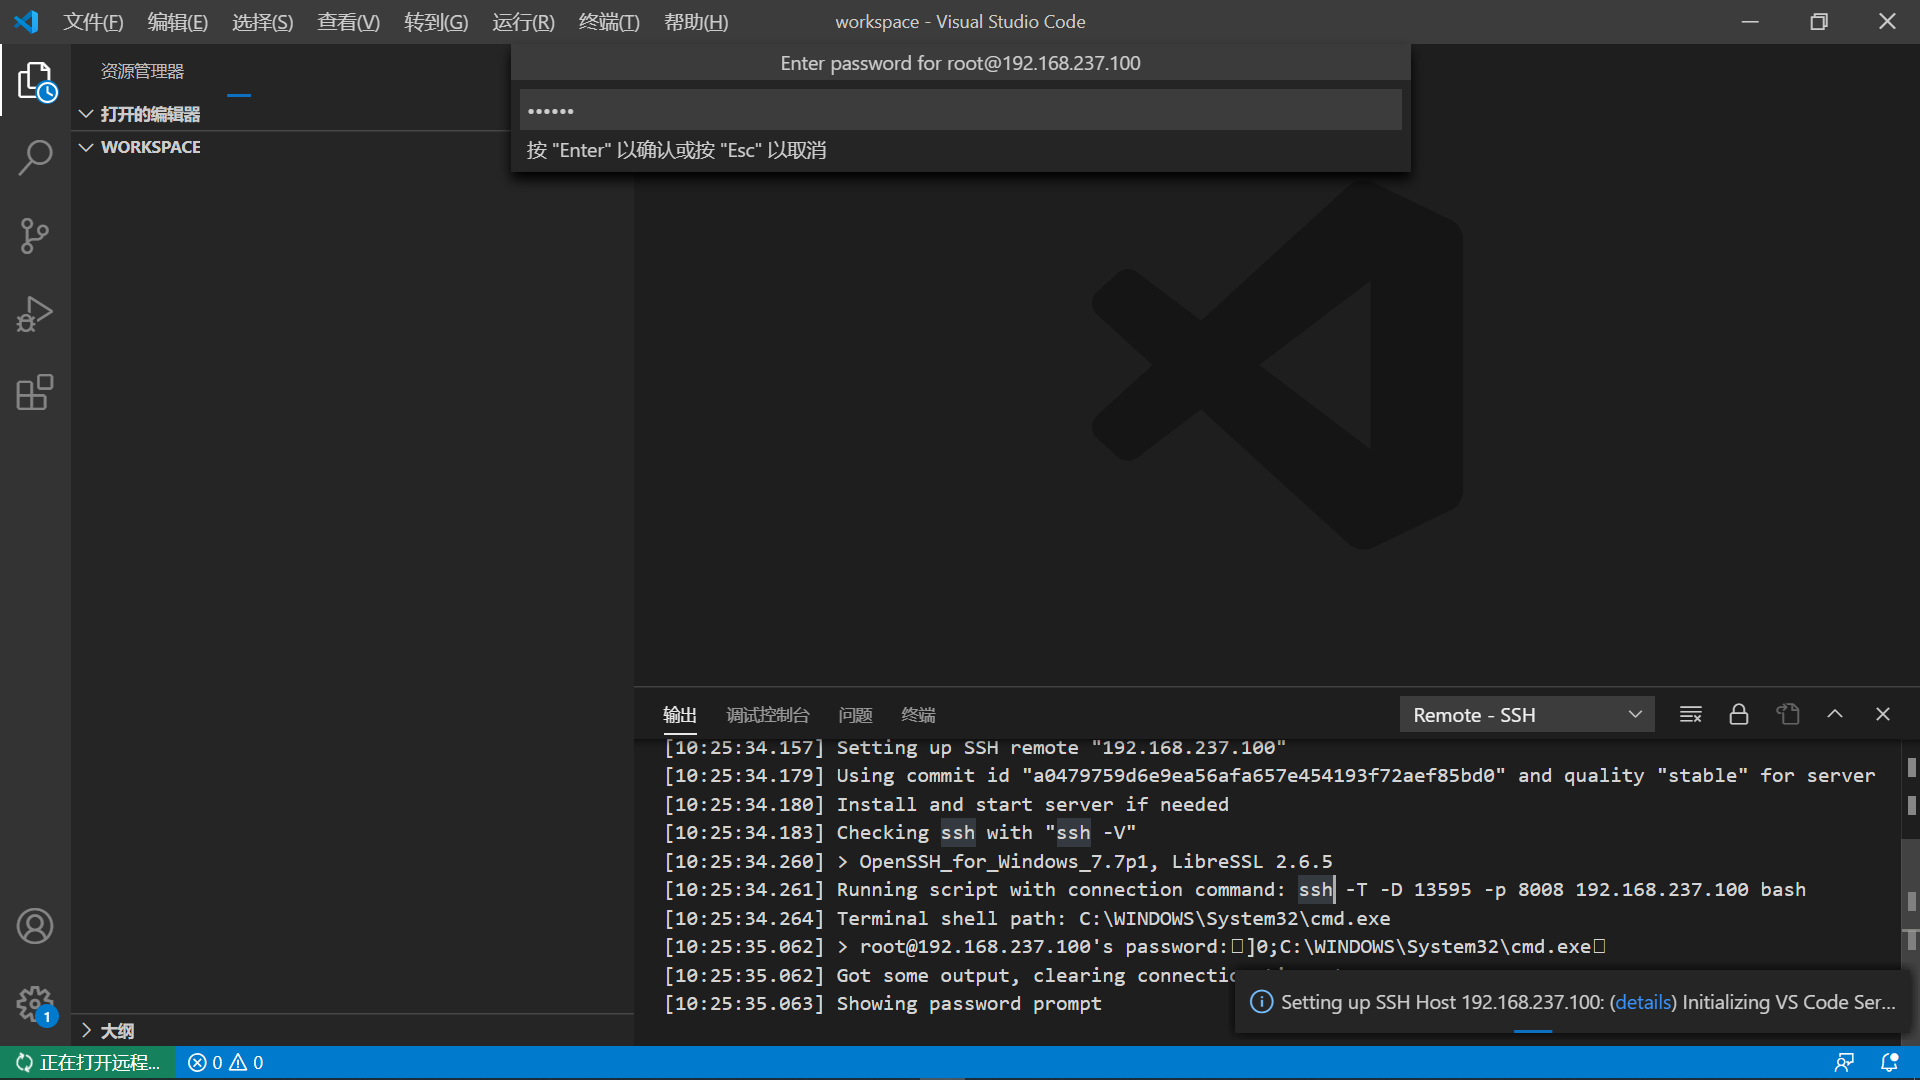 文件(F) 编辑(E) 选择(S) 查看(V) 转到(G) 运行(R) 终端(T) 帮助(H) workspace - Visual Studio Code
Enter password for root@192.168.237.100
••••••
按 "Enter" 以确认或按 "Esc" 以取消
资源管理器
打开的编辑器
WORKSPACE
输出 调试控制台 问题 终端 Remote - SSH
[10:25:34.157] Setting up SSH remote "192.168.237.100"
[10:25:34.179] Using commit id "a0479759d6e9ea56afa657e454193f72aef85bd0" and quality "stable" for server
[10:25:34.180] Install and start server if needed
[10:25:34.183] Checking ssh with "ssh -V"
[10:25:34.260] > OpenSSH_for_Windows_7.7p1, LibreSSL 2.6.5
[10:25:34.261] Running script with connection command: ssh -T -D 13595 -p 8008 192.168.237.100 bash
[10:25:34.264] Terminal shell path: C:\WINDOWS\System32\cmd.exe
[10:25:35.062] > root@192.168.237.100's password:□]0;C:\WINDOWS\System32\cmd.exe□
[10:25:35.062] Got some output, clearing
[10:25:35.063] Showing password prompt
Setting up SSH Host 192.168.237.100: (details) Initializing VS Code Ser...
1
大纲
正在打开远程... 0 0